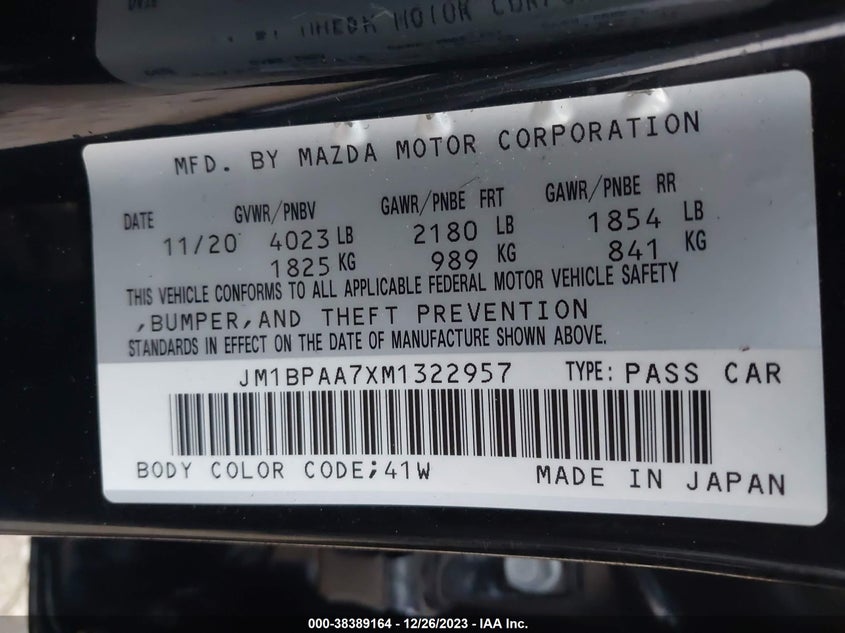 MFD. BY MAZDA MOTOR CORPORATION
DATE GVWR/PNBV GAWR/PNBE FRT GAWR/PNBE RR
11/20 4023 LB 2180 LB 1854 LB
1825 KG 989 KG 841 KG
THIS VEHICLE CONFORMS TO ALL APPLICABLE FEDERAL MOTOR VEHICLE SAFETY
,BUMPER,AND THEFT PREVENTION
STANDARDS IN EFFECT ON THE DATE OF MANUFACTURE SHOWN ABOVE.
JM1BPAA7XM1322957 TYPE: PASS CAR
BODY COLOR CODE;41W MADE IN JAPAN
000-38389164 - 12/26/2023 - IAA Inc.